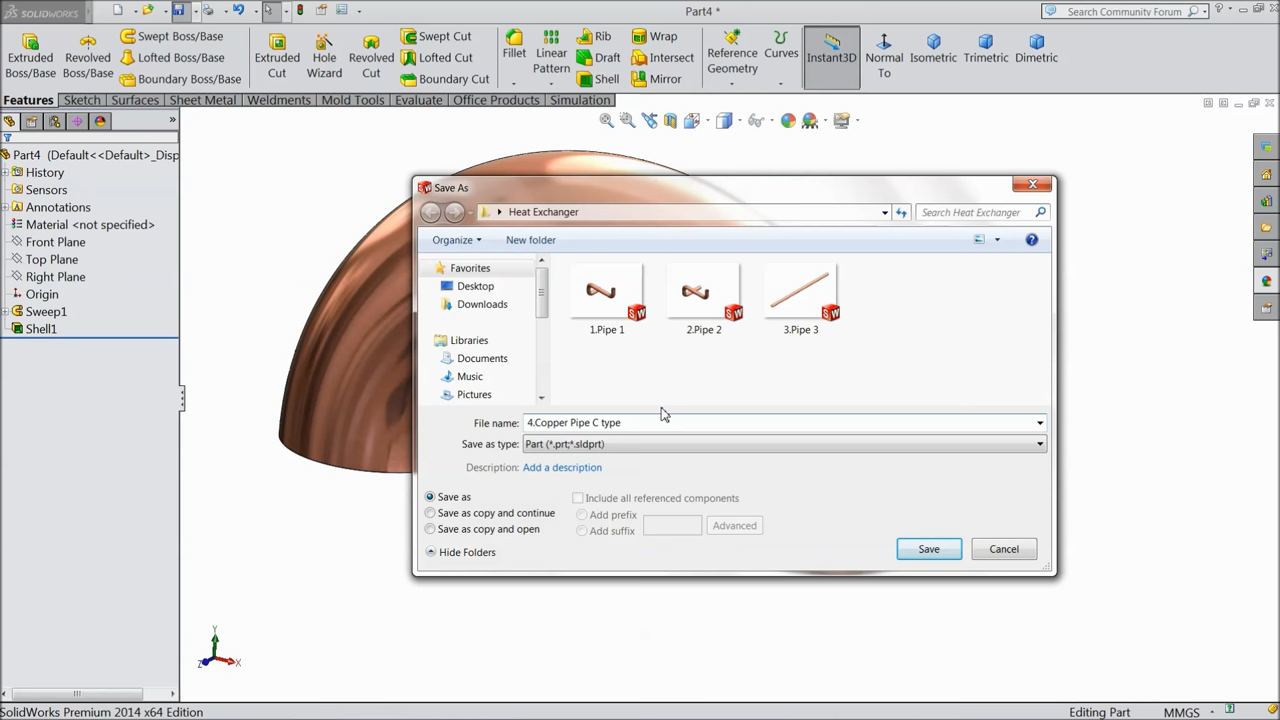 SOLIDWORKS
Part4 *
Search Community Forum
Extruded Boss/Base
Revolved Boss/Base
Swept Boss/Base
Lofted Boss/Base
Boundary Boss/Base
Extruded Cut
Hole Wizard
Revolved Cut
Swept Cut
Lofted Cut
Boundary Cut
Fillet
Linear Pattern
Rib
Draft
Shell
Wrap
Intersect
Mirror
Reference Geometry
Curves
Instant3D
Normal To
Isometric
Trimetric
Dimetric
Features Sketch Surfaces Sheet Metal Weldments Mold Tools Evaluate Office Products Simulation
Part4 (Default<<Default>_Disp
History
Sensors
Annotations
Material <not specified>
Front Plane
Top Plane
Right Plane
Origin
Sweep1
Shell1
Save As
Heat Exchanger
Search Heat Exchanger
Organize
New folder
Favorites
Desktop
Downloads
Libraries
Documents
Music
Pictures
1.Pipe 1
2.Pipe 2
3.Pipe 3
File name: 4.Copper Pipe C type
Save as type: Part (*.prt;*.sldprt)
Description: Add a description
Save as
Save as copy and continue
Save as copy and open
Include all referenced components
Add prefix
Add suffix
Advanced
Hide Folders
Save
Cancel
Y
Z
X
SolidWorks Premium 2014 x64 Edition
Editing Part
MMGS